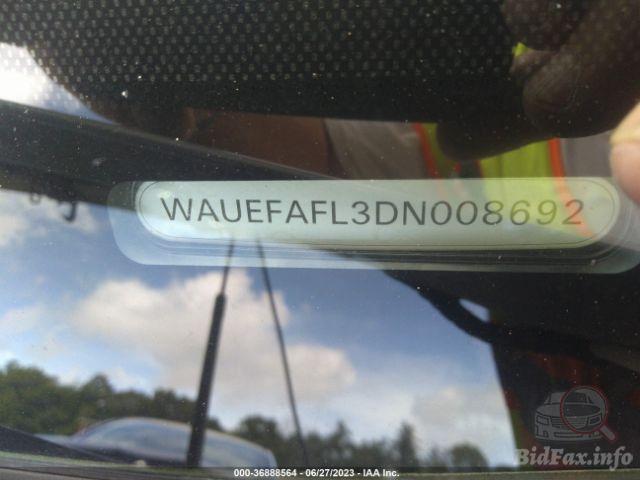 WAUEFAFL3DN008692
000-36888564 - 06/27/2023 - IAA Inc.
BidFax.info